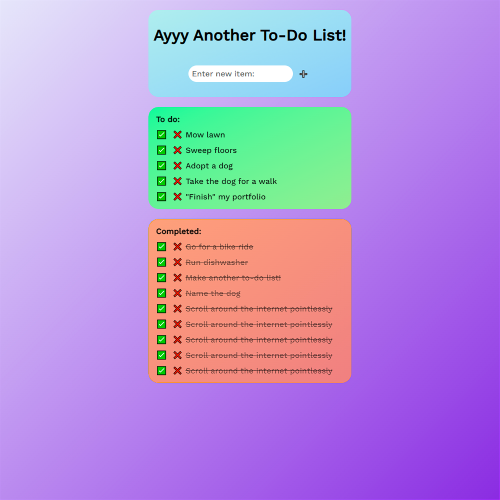 Ayyy Another To-Do List!
Enter new item:
To do:
Mow lawn
Sweep floors
Adopt a dog
Take the dog for a walk
"Finish" my portfolio
Completed:
Go for a bike ride
Run dishwasher
Make another to-do list!
Name the dog
Scroll around the internet pointlessly
Scroll around the internet pointlessly
Scroll around the internet pointlessly
Scroll around the internet pointlessly
Scroll around the internet pointlessly